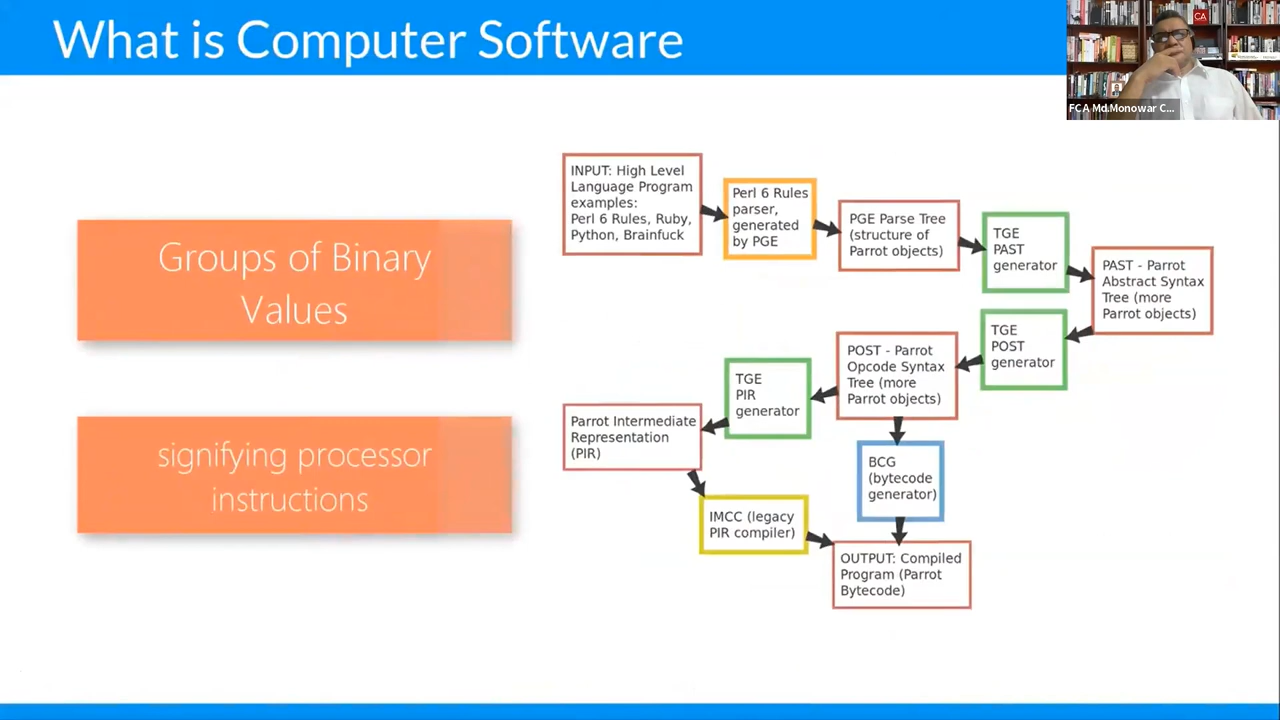 What is Computer Software
CA
FCA Md.Monowar C...
Groups of Binary
Values
signifying processor
instructions
INPUT: High Level
Language Program
examples:
Perl 6 Rules, Ruby,
Python, Brainfuck
Perl 6 Rules
parser,
generated
by PGE
PGE Parse Tree
(structure of
Parrot objects)
TGE
PAST
generator
PAST - Parrot
Abstract Syntax
Tree (more
Parrot objects)
TGE
POST
generator
POST - Parrot
Opcode Syntax
Tree (more
Parrot objects)
TGE
PIR
generator
Parrot Intermediate
Representation
(PIR)
BCG
(bytecode
generator)
IMCC (legacy
PIR compiler)
OUTPUT: Compiled
Program (Parrot
Bytecode)